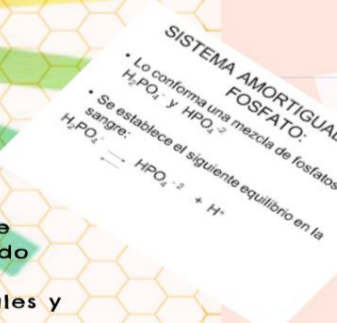 SISTEMA AMORTIGUAD
FOSFATO:
• Lo conforma una mezcla de fosfatos
H₂PO₄⁻ y HPO₄⁻²
• Se establece el siguiente equilibrio en la
sangre:
H₂PO₄⁻ ⇌ HPO₄⁻² + H⁺
do
les y